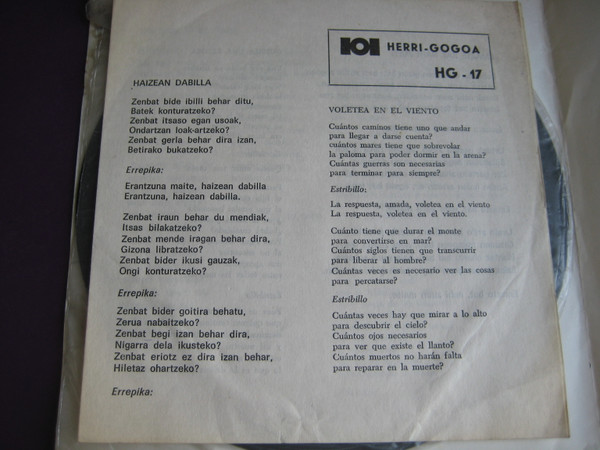 HERRI-GOGOA
HG - 17
HAIZEAN DABILLA
Zenbat bide ibilli behar ditu,
Batek konturatzeko?
Zenbat itsaso egan usoak,
Ondartzan loak-artzeko?
Zenbat gerla behar dira izan,
Betirako bukatzeko?
Errepika:
Erantzuna maite, haizean dabilla
Erantzuna, haizean dabilla.
Zenbat iraun behar du mendiak,
Itsas bilakatzeko?
Zenbat mende iragan behar dira,
Gizona libratzeko?
Zenbat bider ikusi gauzak,
Ongi konturatzeko?
Errepika:
Zenbat bider goitira behatu,
Zerua nabaitzeko?
Zenbat begi izan behar dira,
Nigarra dela ikusteko?
Zenbat eriotz ez dira izan behar,
Hiletaz ohartzeko?
Errepika:
VOLETEA EN EL VIENTO
Cuántos caminos tiene uno que andar
para llegar a darse cuenta?
cuántos mares tiene que sobrevolar
la paloma para poder dormir en la arena?
Cuántas guerras son necesarias
para terminar para siempre?
Estribillo:
La respuesta, amada, voletea en el viento
La respuesta, voletea en el viento.
Cuánto tiene que durar el monte
para convertirse en mar?
Cuántos siglos tienen que transcurrir
para liberar al hombre?
Cuántas veces es necesario ver las cosas
para percatarse?
Estribillo
Cuántas veces hay que mirar a lo alto
para descubrir el cielo?
Cuántos ojos necesarios
para ver que existe el llanto?
Cuántos muertos no harán falta
para reparar en la muerte?